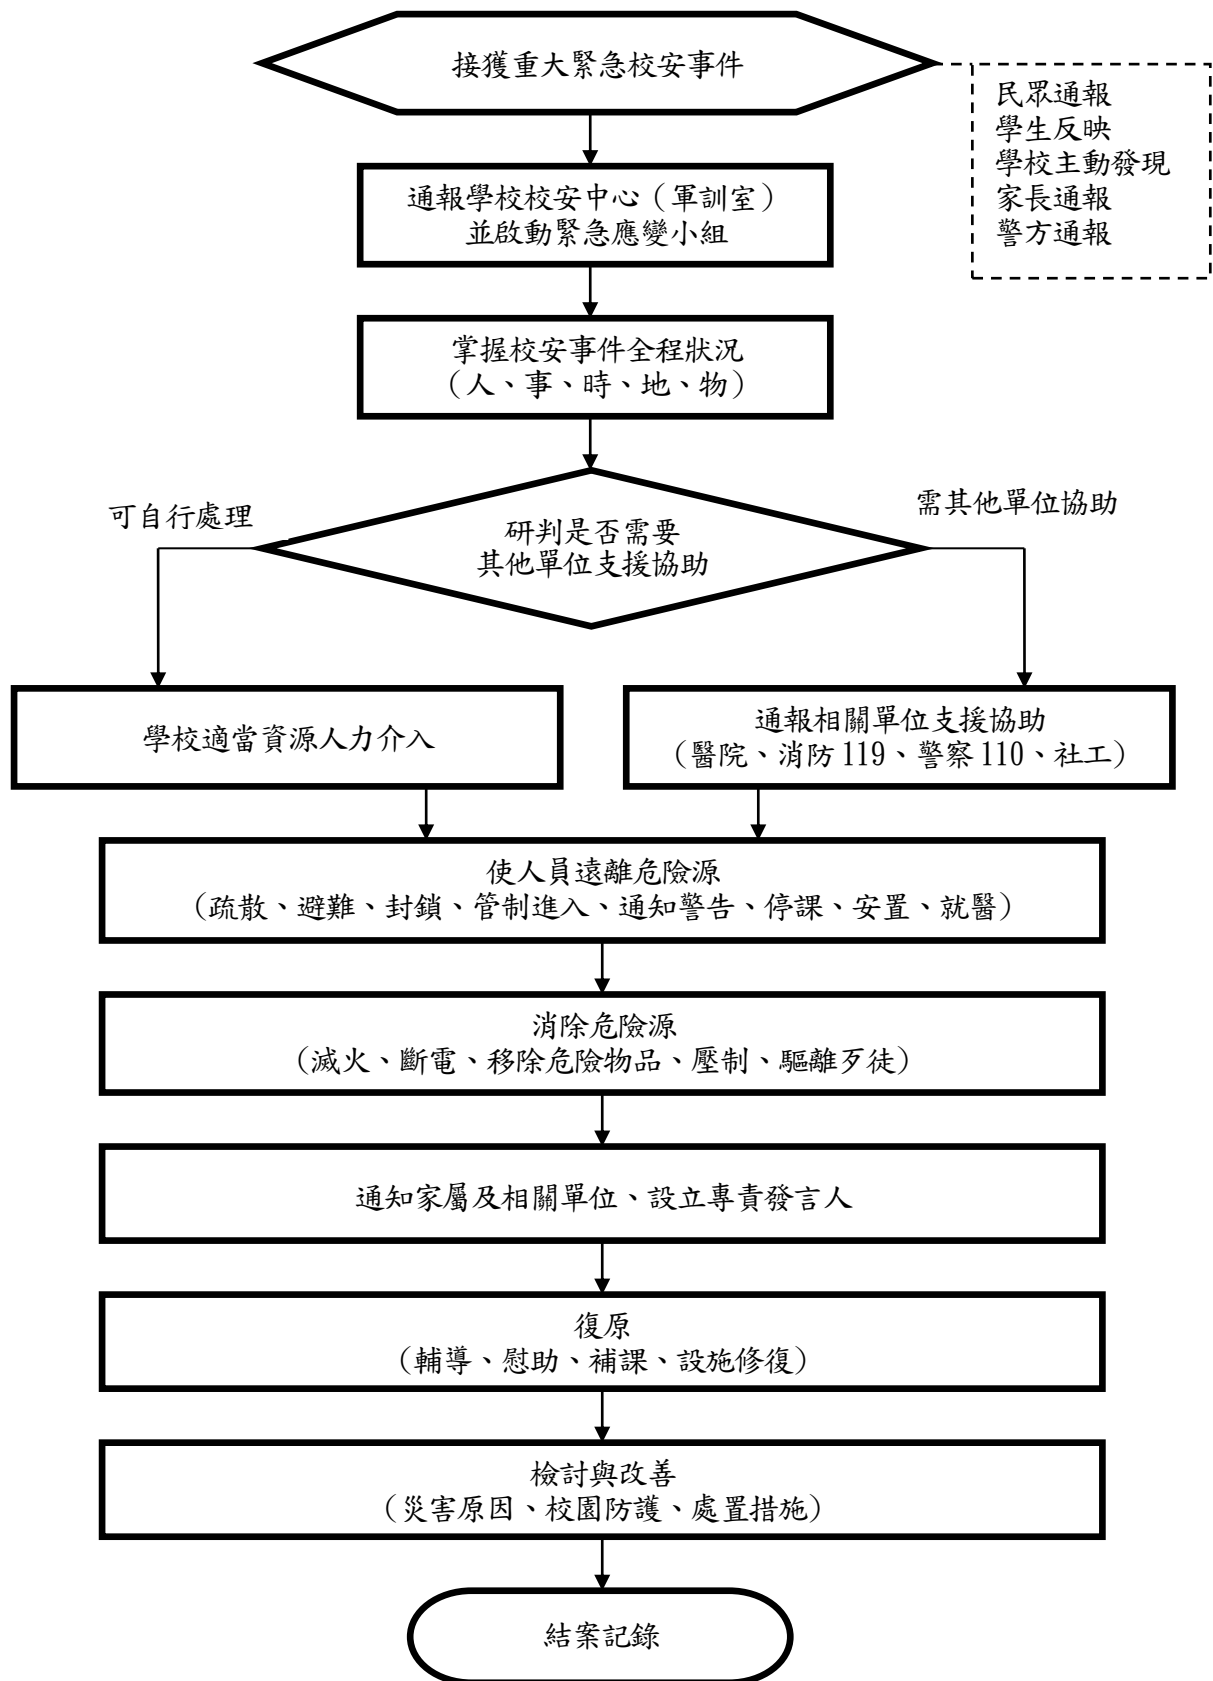 接獲重大緊急校安事件
民眾通報
學生反映
學校主動發現
家長通報
警方通報
通報學校校安中心（軍訓室）
並啟動緊急應變小組
掌握校安事件全程狀況
（人、事、時、地、物）
可自行處理
需其他單位協助
研判是否需要
其他單位支援協助
學校適當資源人力介入
通報相關單位支援協助
（醫院、消防119、警察110、社工）
使人員遠離危險源
(疏散、避難、封鎖、管制進入、通知警告、停課、安置、就醫)
消除危險源
(滅火、斷電、移除危險物品、壓制、驅離歹徒)
通知家屬及相關單位、設立專責發言人
復原
(輔導、慰助、補課、設施修復)
檢討與改善
（災害原因、校園防護、處置措施）
結案記錄